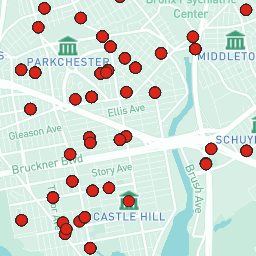 Bronx Psychiatric
Center
PARKCHESTER
MIDDLETO
Ellis Ave
Gleason Ave
SCHUY
Bruckner Blvd
Story Ave
Brush Ave
CASTLE HILL